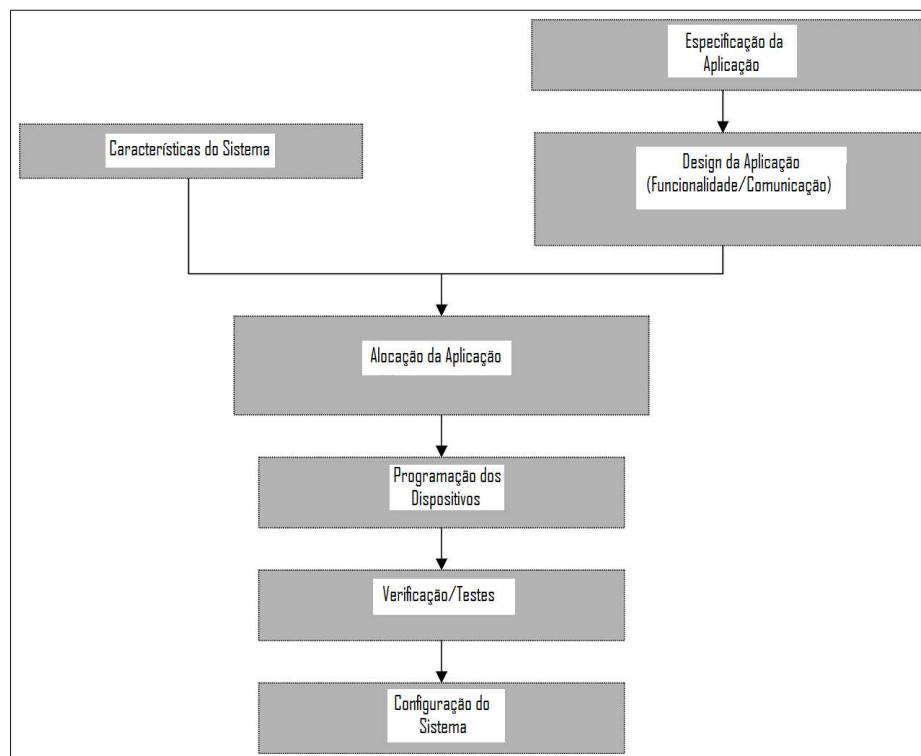 Especificação da
Aplicação
Características do Sistema
Design da Aplicação
(Funcionalidade/Comunicação)
Alocação da Aplicação
Programação dos
Dispositivos
Verificação/Testes
Configuração do
Sistema